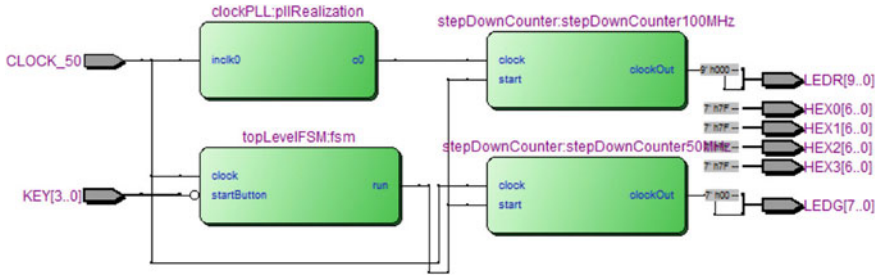 clockPLL:pllRealization
stepDownCounter:stepDownCounter100MHz
CLOCK_50
inclk0
c0
clock
start
clockOut
9' h000 --
LEDR[9..0]
7' h7F --
HEX0[6..0]
7' h7F --
HEX1[6..0]
7' h7F --
HEX2[6..0]
7' h7F --
HEX3[6..0]
topLevelFSM:fsm
stepDownCounter:stepDownCounter50MHz
KEY[3..0]
clock
startButton
run
clock
start
clockOut
7' h00 --
LEDG[7..0]